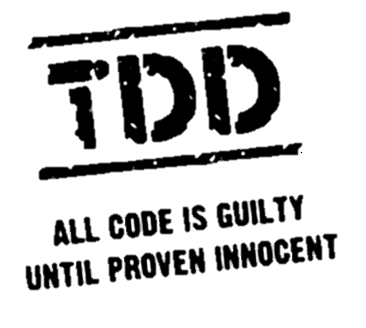 TDD
ALL CODE IS GUILTY
UNTIL PROVEN INNOCENT